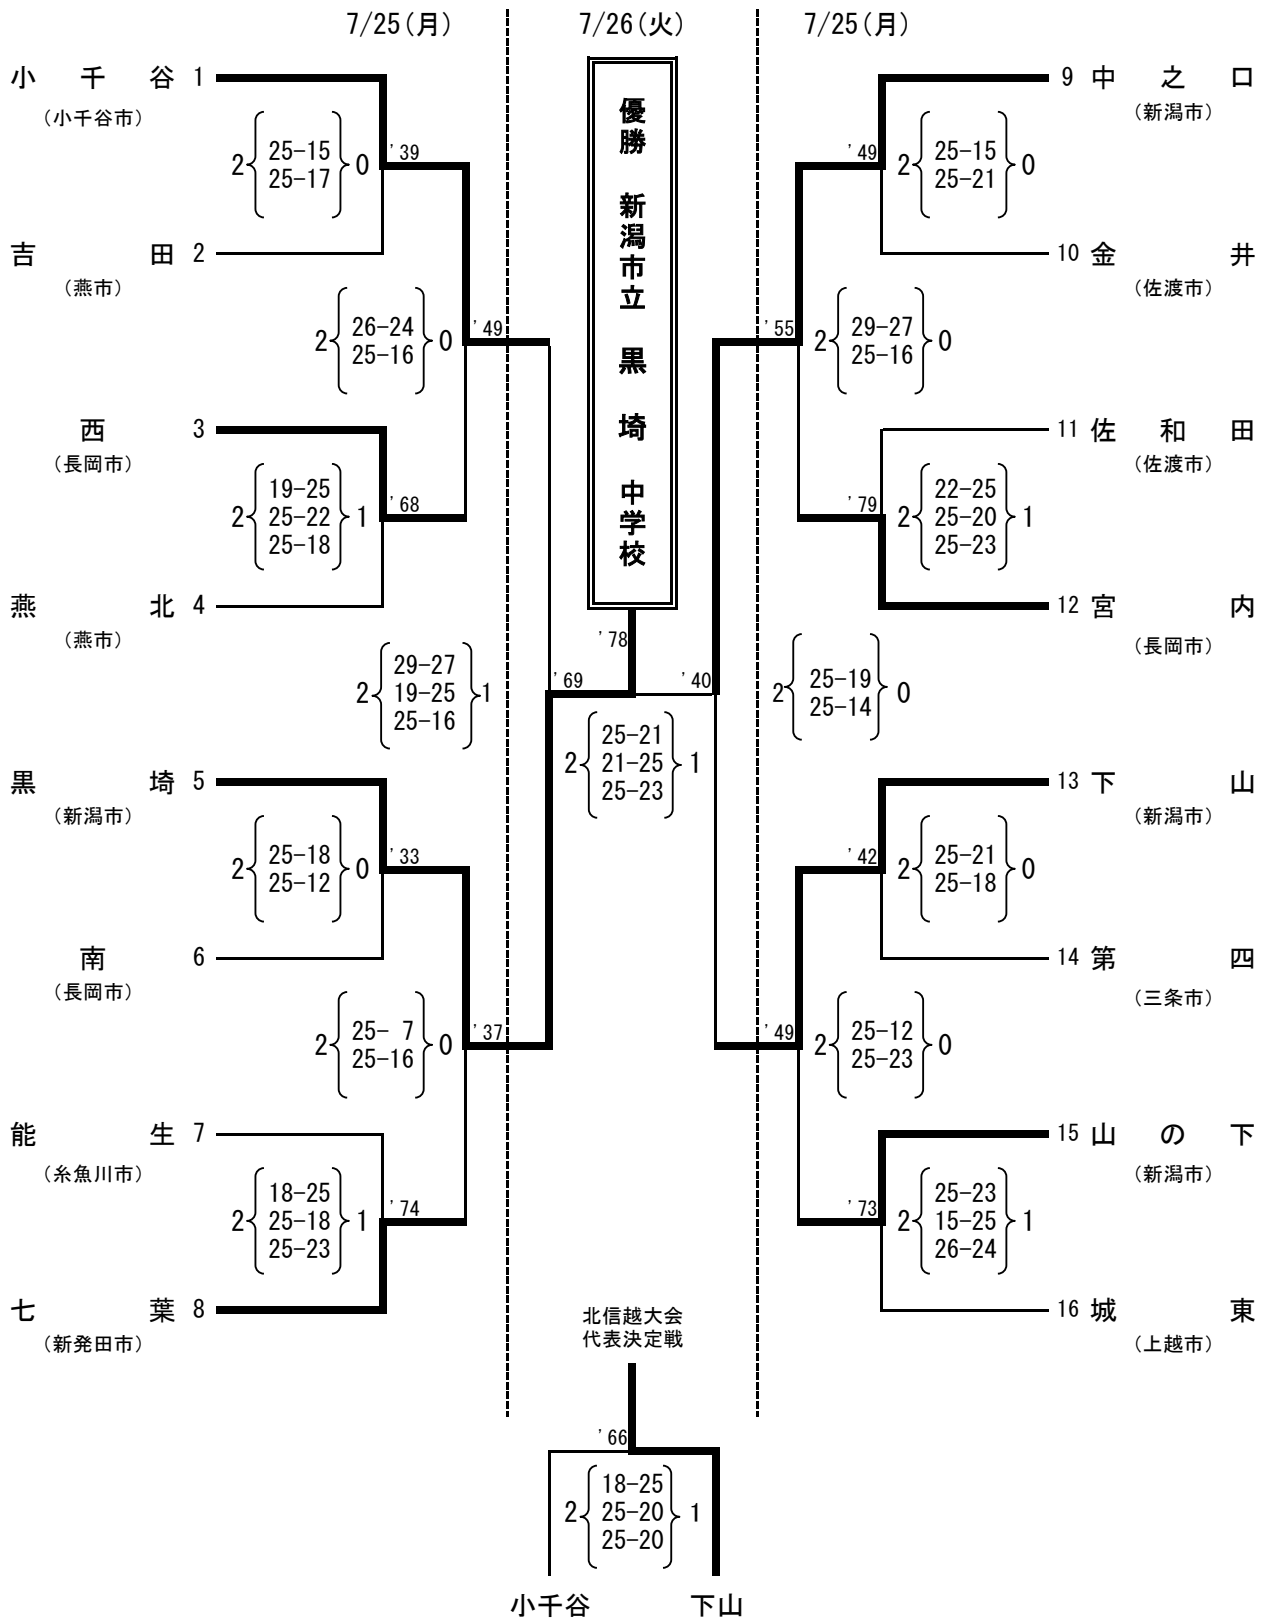 7/25(月)
7/26(火)
7/25(月)
優勝 新潟市立 黒埼 中学校
小千谷 1
(小千谷市)
2 25-15 0
25-17
'39
吉田 2
(燕市)
2 26-24 0
25-16
'49
西 3
(長岡市)
2 19-25 1
25-22
25-18
'68
燕北 4
(燕市)
2 29-27 1
19-25
25-16
'69
黒埼 5
(新潟市)
2 25-18 0
25-12
'33
南 6
(長岡市)
2 25- 7 0
25-16
'37
能生 7
(糸魚川市)
2 18-25 1
25-18
25-23
'74
七葉 8
(新発田市)
'78
2 25-21 1
21-25
25-23
9 中之口
(新潟市)
'49
2 25-15 0
25-21
10 金井
(佐渡市)
'55
2 29-27 0
25-16
11 佐和田
(佐渡市)
'79
2 22-25 1
25-20
25-23
12 宮内
(長岡市)
'40
2 25-19 0
25-14
13 下山
(新潟市)
'42
2 25-21 0
25-18
14 第四
(三条市)
'49
2 25-12 0
25-23
15 山の下
(新潟市)
'73
2 25-23 1
15-25
26-24
16 城東
(上越市)
北信越大会
代表決定戦
'66
2 18-25 1
25-20
25-20
小千谷 下山